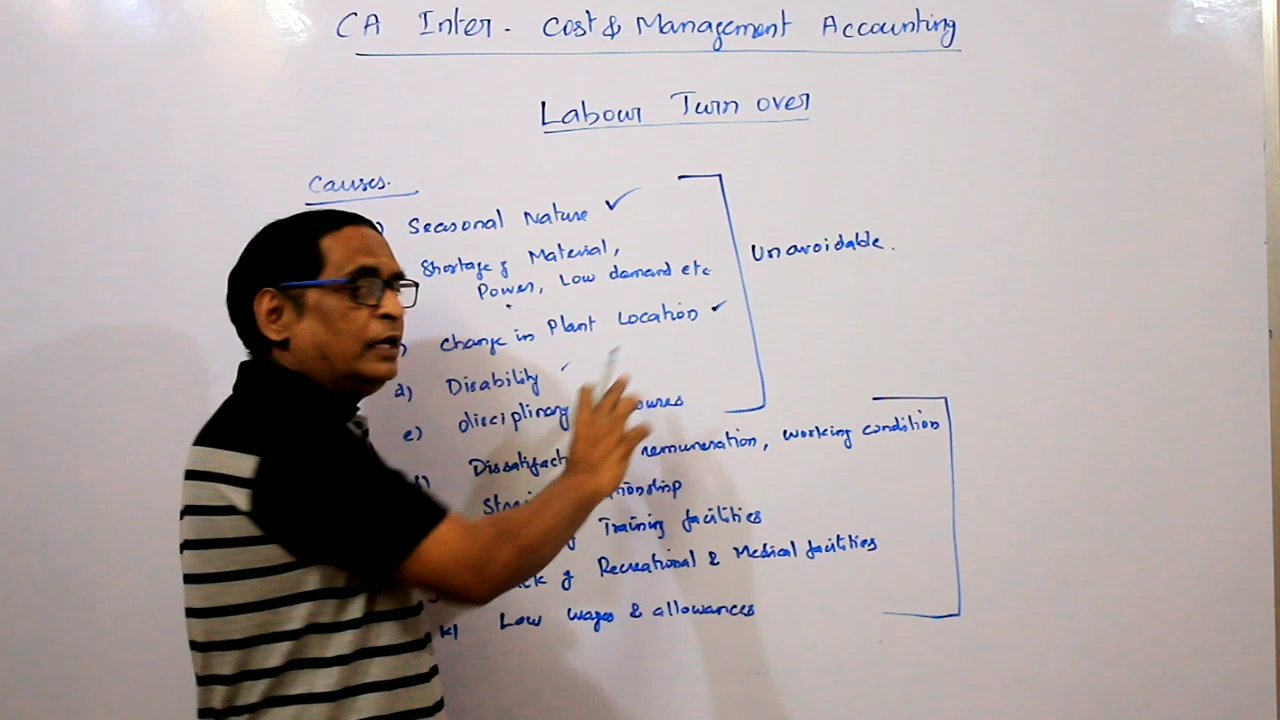 CA Inter - Cost & Management Accounting
Labour Turn over
Causes.
) Seasonal Nature ✓
Shortage of Material,
Power, Low demand etc
Unavoidable.
) Change in Plant Location ✓
d) Disability ✓
e) disciplinary
remuneration, working condition
Training facilities
of Recreational & Medical facilities
k) Low wages & allowances